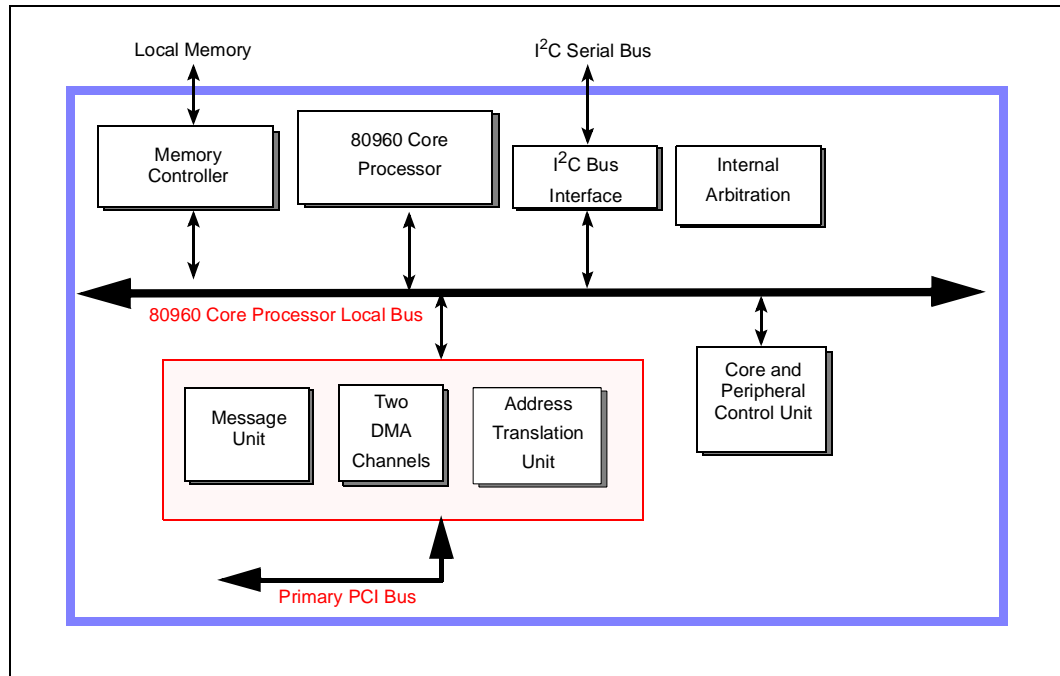 Local Memory
I²C Serial Bus
Memory
Controller
80960 Core
Processor
I²C Bus
Interface
Internal
Arbitration
80960 Core Processor Local Bus
Message
Unit
Two
DMA
Channels
Address
Translation
Unit
Core and
Peripheral
Control Unit
Primary PCI Bus